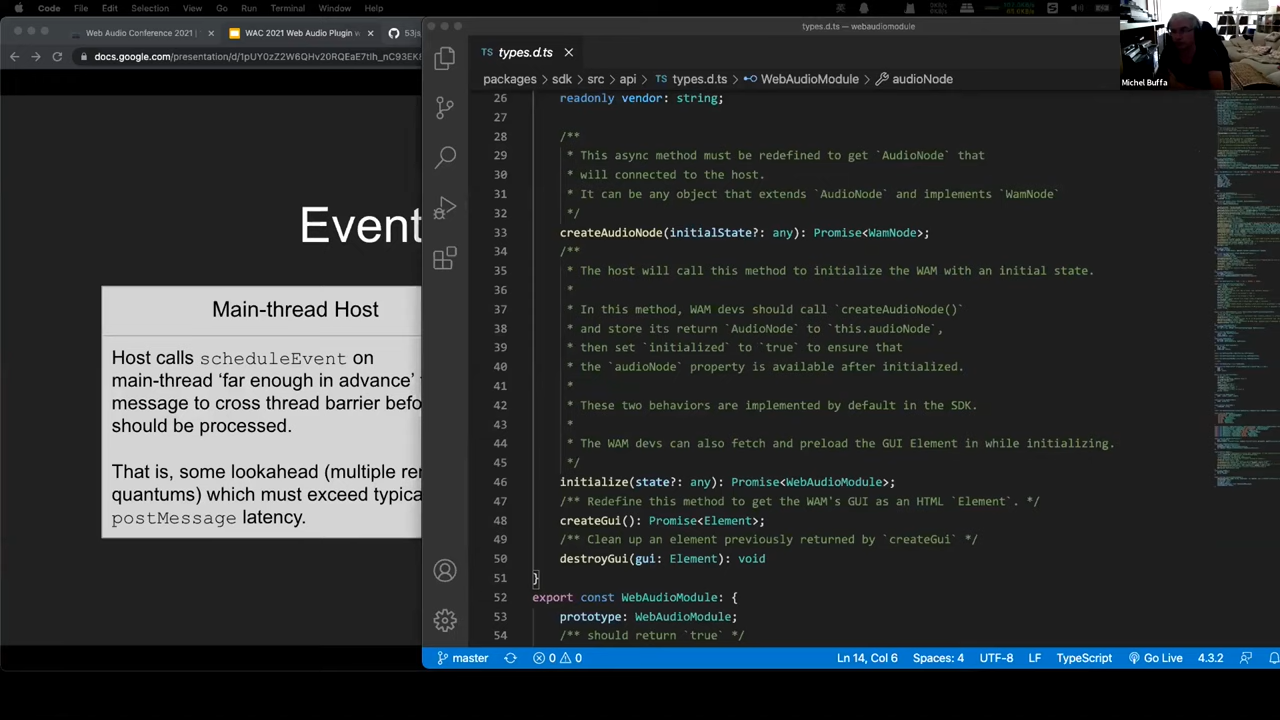 Code File Edit Selection View Go Run Terminal Window Help
Web Audio Conference 2021 | WAC 2021 Web Audio Plugin w 53js
docs.google.com/presentation/d/1pUY0zZ2W6QHv20RQEaE7tlh_nC93EK
Event
Main-thread Host
Host calls scheduleEvent on
main-thread ‘far enough in advance’
message to cross thread barrier befo
should be processed.
That is, some lookahead (multiple ren
quantums) which must exceed typica
postMessage latency.
types.d.ts — webaudiomodule
TS types.d.ts
packages > sdk > src > api > TS types.d.ts > WebAudioModule > audioNode
26 readonly vendor: string;
27
28 /**
29 * This async method must be redefined to get `AudioNode` that
30 * will connected to the host.
31 * It can be any object that extends `AudioNode` and implements `WamNode`
32 */
33 createAudioNode(initialState?: any): Promise<WamNode>;
34 /**
35 * The host will call this method to initialize the WAM with an initial state.
36 *
37 * In this method, WAM devs should call `createAudioNode()`
38 * and store its return `AudioNode` to `this.audioNode`,
39 * then set `initialized` to `true` to ensure that
40 * the `audioNode` property is available after initialized.
41 *
42 * These two behaviors are implemented by default in the SDK.
43 *
44 * The WAM devs can also fetch and preload the GUI Element in while initializing.
45 */
46 initialize(state?: any): Promise<WebAudioModule>;
47 /** Redefine this method to get the WAM's GUI as an HTML `Element`. */
48 createGui(): Promise<Element>;
49 /** Clean up an element previously returned by `createGui` */
50 destroyGui(gui: Element): void
51 }
52 export const WebAudioModule: {
53 prototype: WebAudioModule;
54 /** should return `true` */
master 0 0 Ln 14, Col 6 Spaces: 4 UTF-8 LF TypeScript Go Live 4.3.2
Michel Buffa